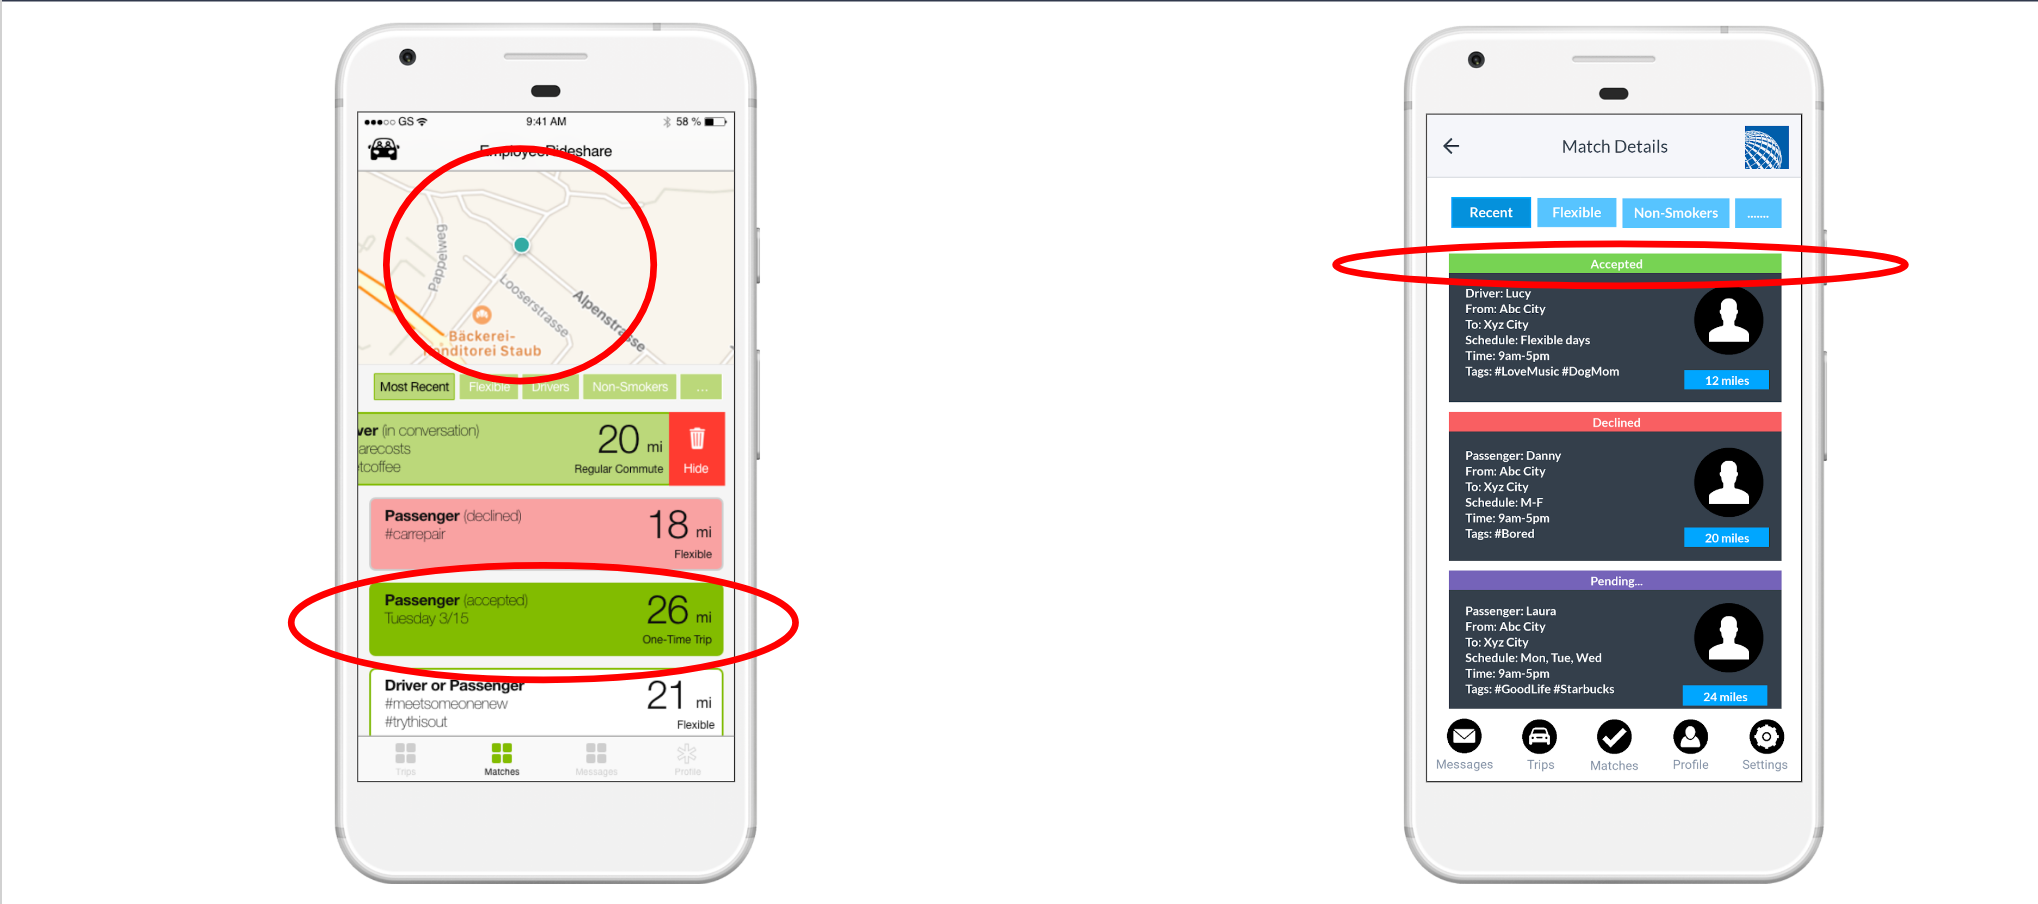 GS
9:41 AM
58 %
EmployeeRideshare
Pappelweg
Looserstrasse
Alpenstrasse
Bäckerei-
Konditorei Staub
Most Recent
Flexible
Drivers
Non-Smokers
...
ver (in conversation)
arecosts
tcoffee
20 mi
Regular Commute
Hide
Passenger (declined)
#carrepair
18 mi
Flexible
Passenger (accepted)
Tuesday 3/15
26 mi
One-Time Trip
Driver or Passenger
#meetsomeonenew
#trythisout
21 mi
Flexible
Trips
Matches
Messages
Profile
Match Details
Recent
Flexible
Non-Smokers
.......
Accepted
Driver: Lucy
From: Abc City
To: Xyz City
Schedule: Flexible days
Time: 9am-5pm
Tags: #LoveMusic #DogMom
12 miles
Declined
Passenger: Danny
From: Abc City
To: Xyz City
Schedule: M-F
Time: 9am-5pm
Tags: #Bored
20 miles
Pending...
Passenger: Laura
From: Abc City
To: Xyz City
Schedule: Mon, Tue, Wed
Time: 9am-5pm
Tags: #GoodLife #Starbucks
24 miles
Messages
Trips
Matches
Profile
Settings